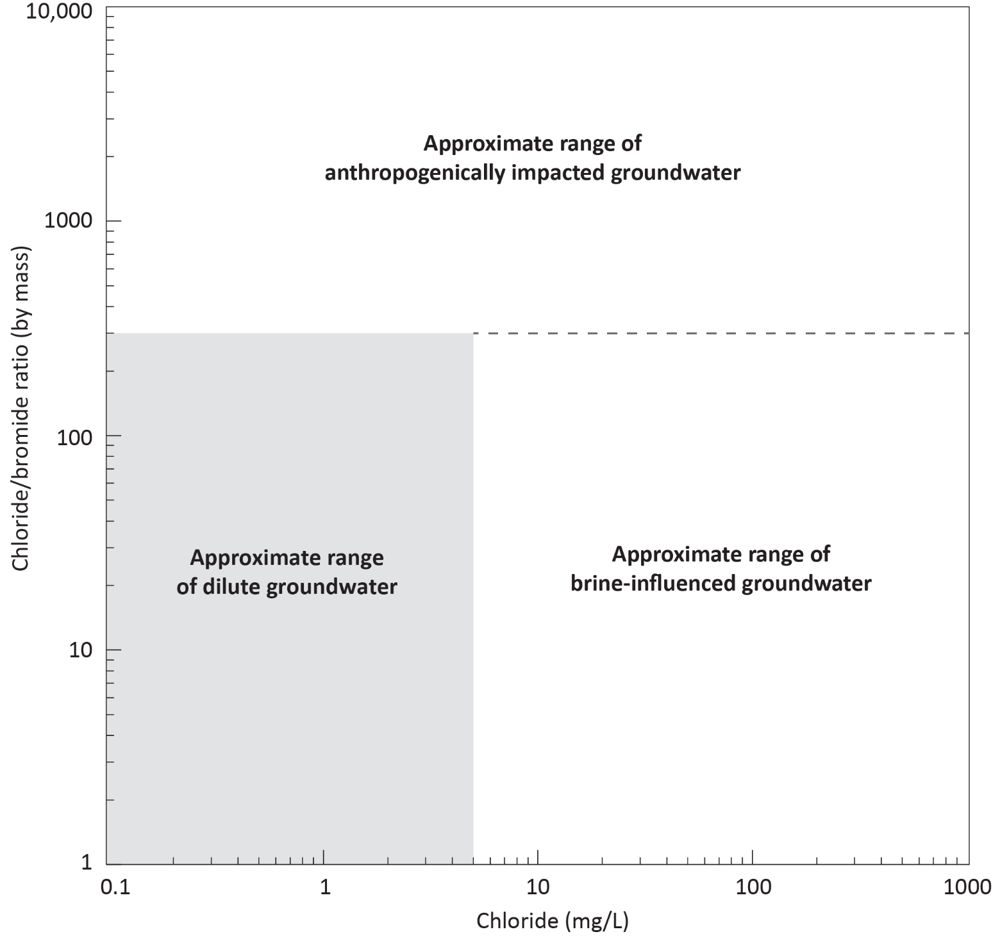 10,000
Approximate range of
anthropogenically impacted groundwater
1000
Chloride/bromide ratio (by mass)
100
Approximate range
of dilute groundwater
Approximate range of
brine-influenced groundwater
10
1
0.1 1 10 100 1000
Chloride (mg/L)